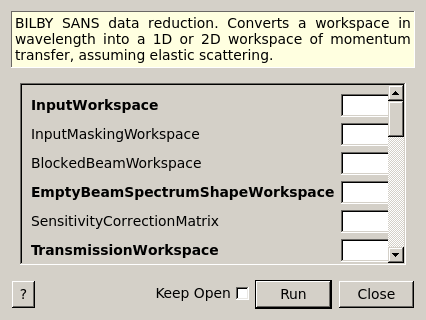 BILBY SANS data reduction. Converts a workspace in
wavelength into a 1D or 2D workspace of momentum
transfer, assuming elastic scattering.
InputWorkspace
InputMaskingWorkspace
BlockedBeamWorkspace
EmptyBeamSpectrumShapeWorkspace
SensitivityCorrectionMatrix
TransmissionWorkspace
? Keep Open Run Close